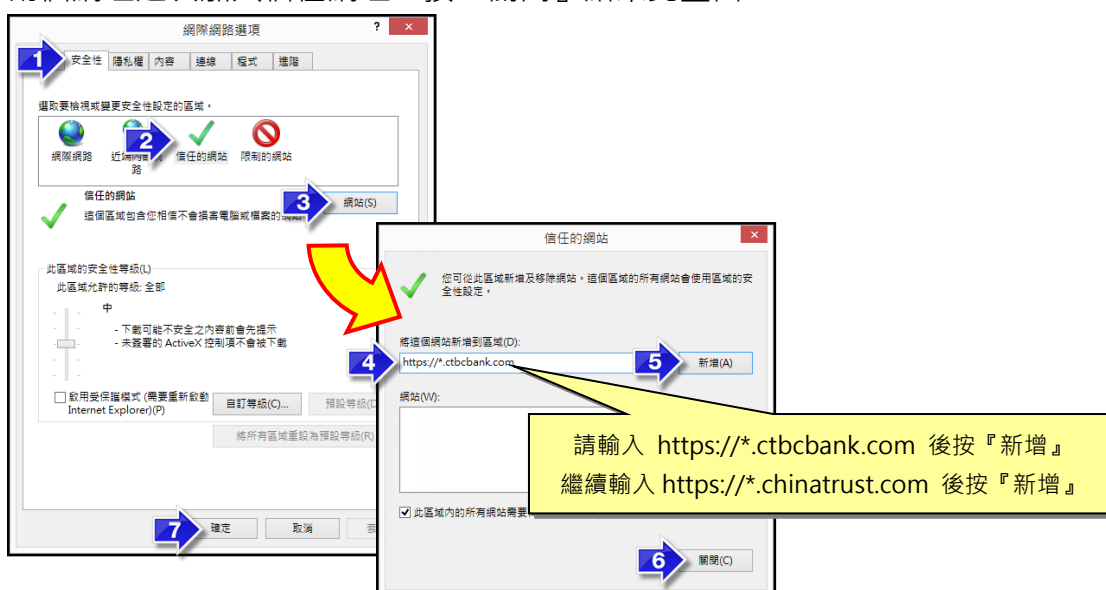 網際網路選項
?
×
1
安全性
隱私權
內容
連線
程式
進階
選取要檢視或變更安全性設定的區域。
2
網際網路
信任的網站
限制的網站
路
信任的網站
3
網站(S)
這個區域包含您相信不會損害電腦或檔案的
此區域的安全性等級(L)
此區域允許的等級: 全部
中
- 下載可能不安全之內容前會先提示
- 未簽署的 ActiveX 控制項不會被下載
啟用受保護模式 (需要重新啟動
Internet Explorer)(P)
自訂等級(C)...
預設等級(
將所有區域重設為預設等級(R)
7
確定
取消
信任的網站
×
您可從此區域新增及移除網站。這個區域的所有網站會使用區域的安
全性設定。
將這個網站新增到區域(D):
4
https://*.ctbcbank.com
5
新增(A)
網站(W):
請輸入 https://*.ctbcbank.com 後按『新增』
繼續輸入 https://*.chinatrust.com 後按『新增』
此區域內的所有網站需要
6
關閉(C)